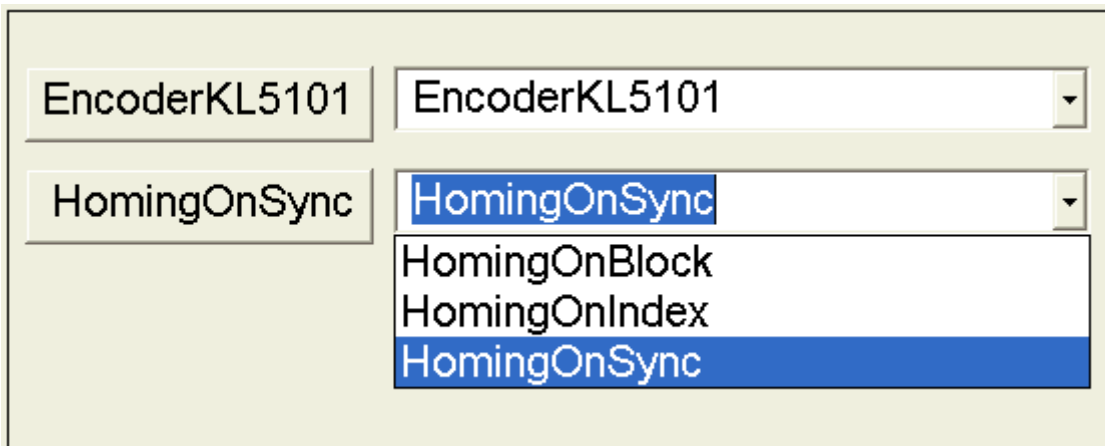 EncoderKL5101 EncoderKL5101
HomingOnSync HomingOnSync
HomingOnBlock
HomingOnIndex
HomingOnSync